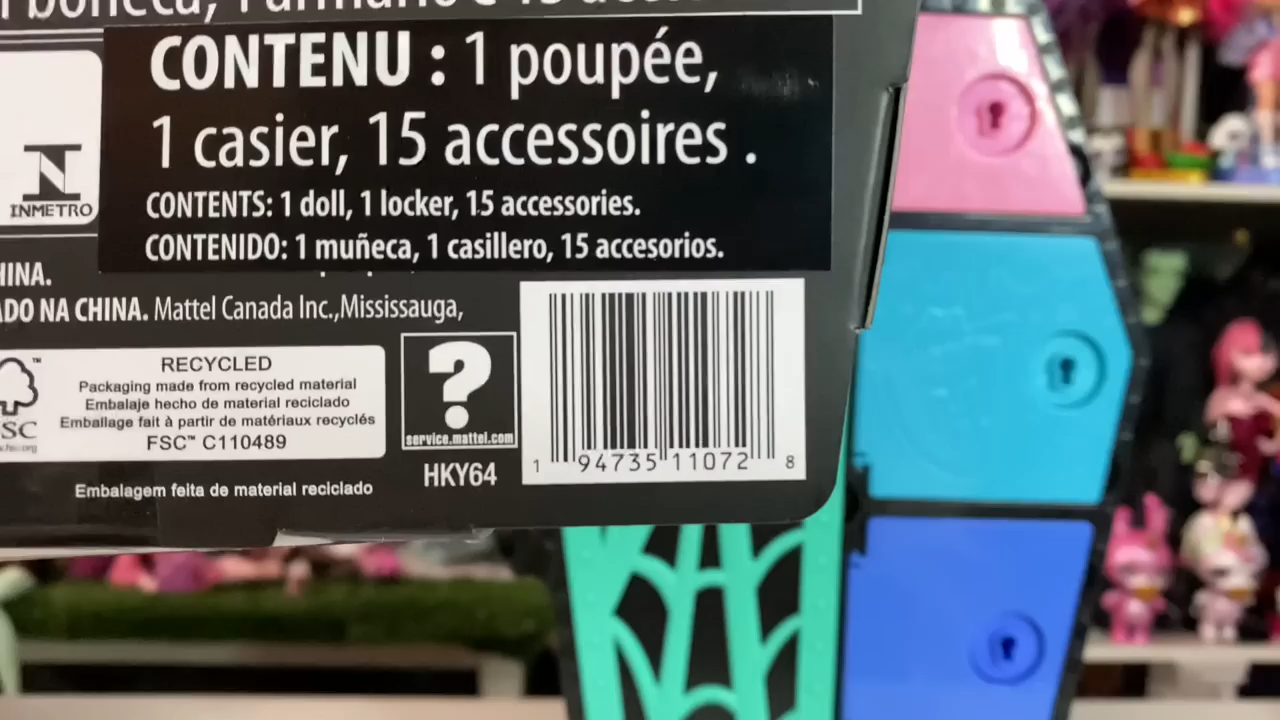 CONTENU : 1 poupée,
1 casier, 15 accessoires .
CONTENTS: 1 doll, 1 locker, 15 accessories.
CONTENIDO: 1 muñeca, 1 casillero, 15 accesorios.
N
INMETRO
HINA.
ADO NA CHINA. Mattel Canada Inc.,Mississauga,
RECYCLED
Packaging made from recycled material
Embalaje hecho de material reciclado
Emballage fait à partir de matériaux recyclés
FSC™ C110489
FSC
™
Embalagem feita de material reciclado
?
service.mattel.com
HKY64
1 94735 11072 8